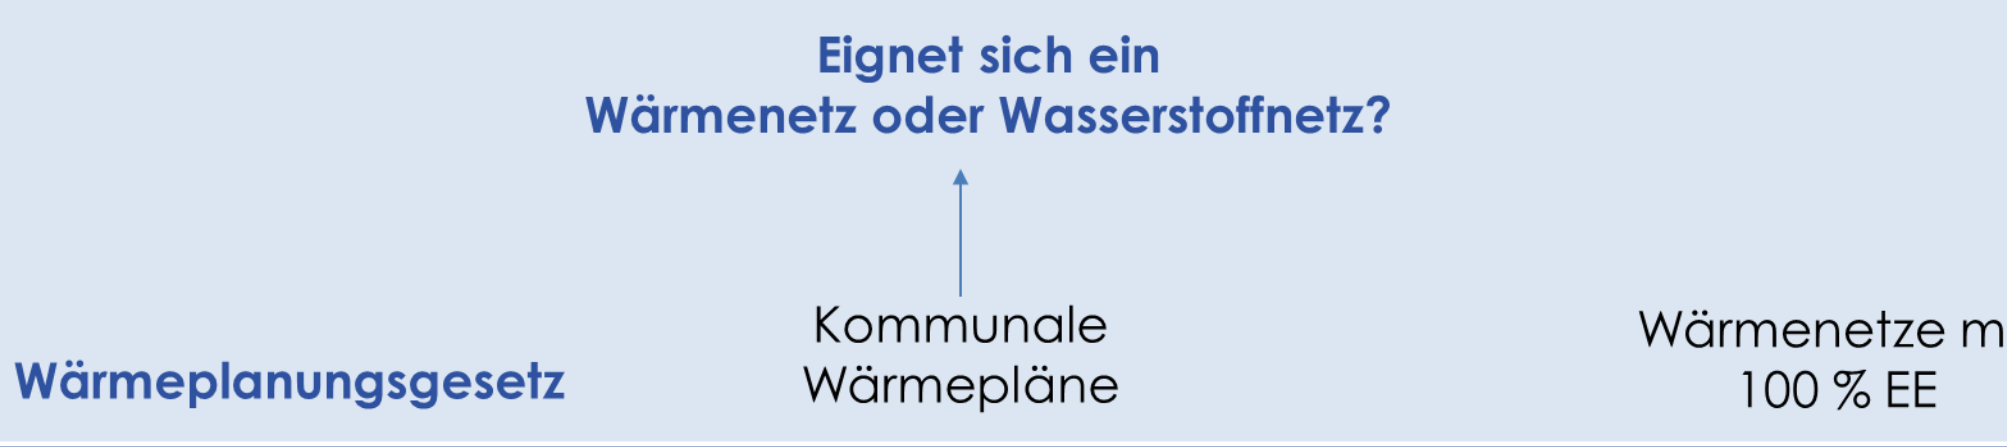 Eignet sich ein
Wärmenetz oder Wasserstoffnetz?
Kommunale
Wärmepläne
Wärmeplanungsgesetz
Wärmenetze m
100 % EE